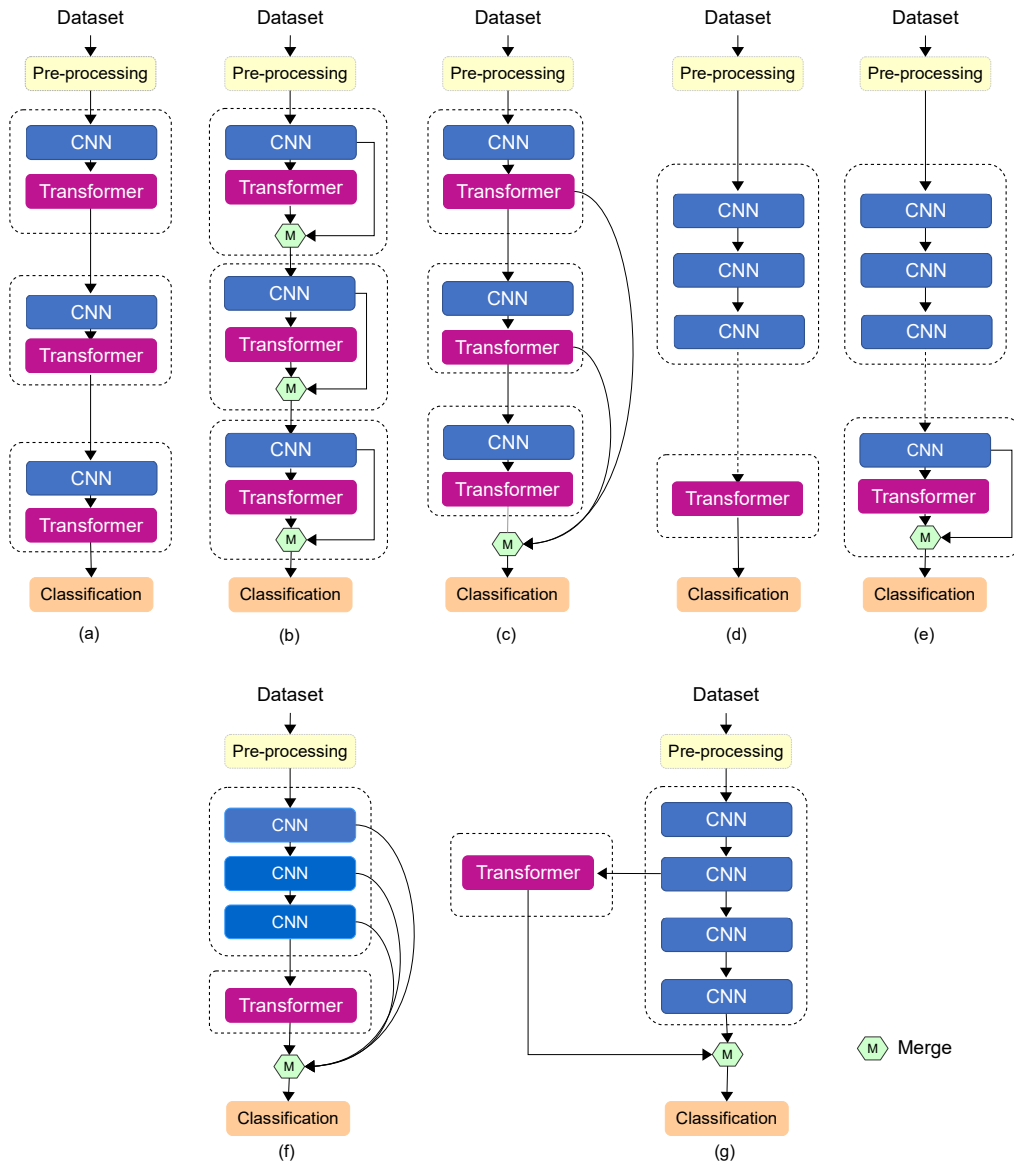 Dataset
Pre-processing
CNN
Transformer
CNN
Transformer
CNN
Transformer
Classification
(a)
Dataset
Pre-processing
CNN
Transformer
M
CNN
Transformer
M
CNN
Transformer
M
Classification
(b)
Dataset
Pre-processing
CNN
Transformer
CNN
Transformer
CNN
Transformer
M
Classification
(c)
Dataset
Pre-processing
CNN
CNN
CNN
Transformer
Classification
(d)
Dataset
Pre-processing
CNN
CNN
CNN
CNN
Transformer
M
Classification
(e)
Dataset
Pre-processing
CNN
CNN
CNN
Transformer
M
Classification
(f)
Dataset
Pre-processing
CNN
Transformer
CNN
CNN
CNN
M
Classification
(g)
M Merge